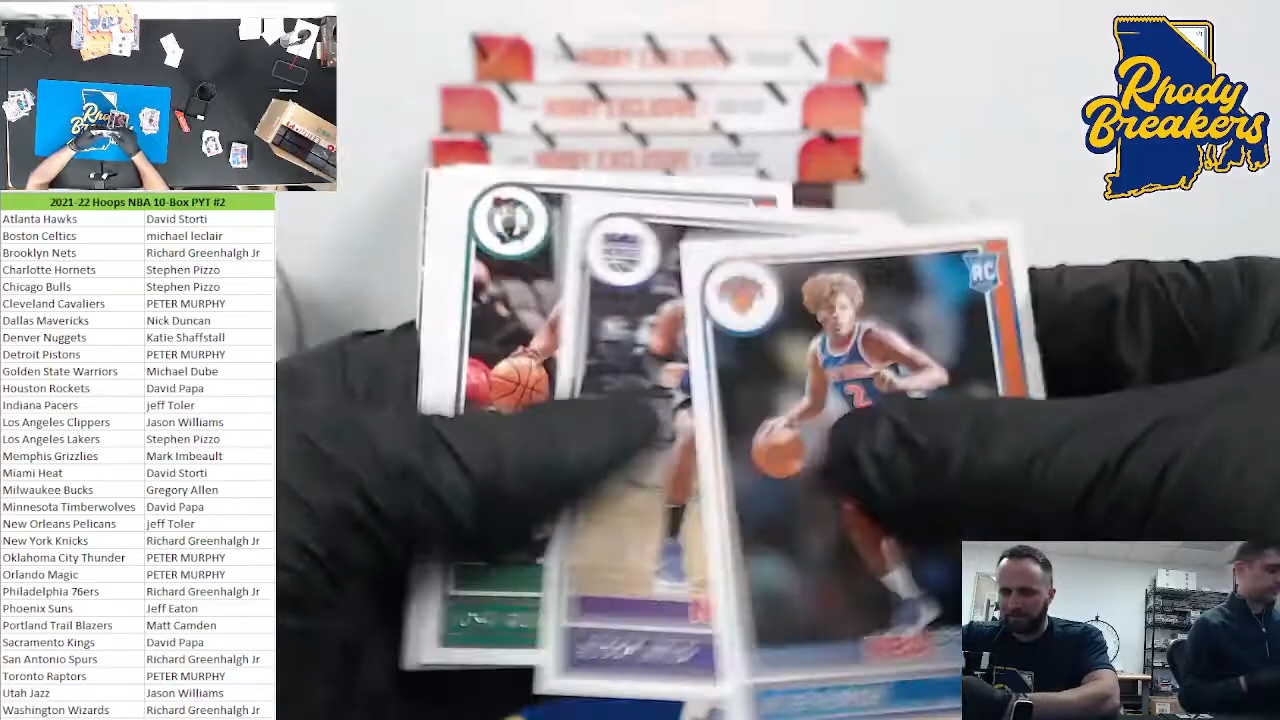 Rhody
Breakers
HOBBY EXCLUSIVE
HOBBY EXCLUSIVE
HOBBY EXCLUSIVE
RC
2
2021-22 Hoops NBA 10-Box PYT #2
Atlanta Hawks David Storti
Boston Celtics michael leclair
Brooklyn Nets Richard Greenhalgh Jr
Charlotte Hornets Stephen Pizzo
Chicago Bulls Stephen Pizzo
Cleveland Cavaliers PETER MURPHY
Dallas Mavericks Nick Duncan
Denver Nuggets Katie Shaffstall
Detroit Pistons PETER MURPHY
Golden State Warriors Michael Dube
Houston Rockets David Papa
Indiana Pacers jeff Toler
Los Angeles Clippers Jason Williams
Los Angeles Lakers Stephen Pizzo
Memphis Grizzlies Mark Imbeault
Miami Heat David Storti
Milwaukee Bucks Gregory Allen
Minnesota Timberwolves David Papa
New Orleans Pelicans jeff Toler
New York Knicks Richard Greenhalgh Jr
Oklahoma City Thunder PETER MURPHY
Orlando Magic PETER MURPHY
Philadelphia 76ers Richard Greenhalgh Jr
Phoenix Suns Jeff Eaton
Portland Trail Blazers Matt Camden
Sacramento Kings David Papa
San Antonio Spurs Richard Greenhalgh Jr
Toronto Raptors PETER MURPHY
Utah Jazz Jason Williams
Washington Wizards Richard Greenhalgh Jr